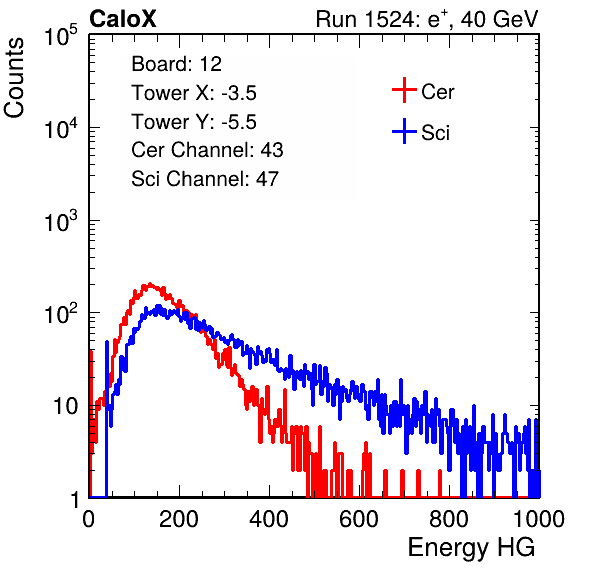 CaloX Run 1524: e⁺, 40 GeV
Counts
10⁵
10⁴
10³
10²
10
1
Board: 12
Tower X: -3.5
Tower Y: -5.5
Cer Channel: 43
Sci Channel: 47
Cer
Sci
0 200 400 600 800 1000
Energy HG